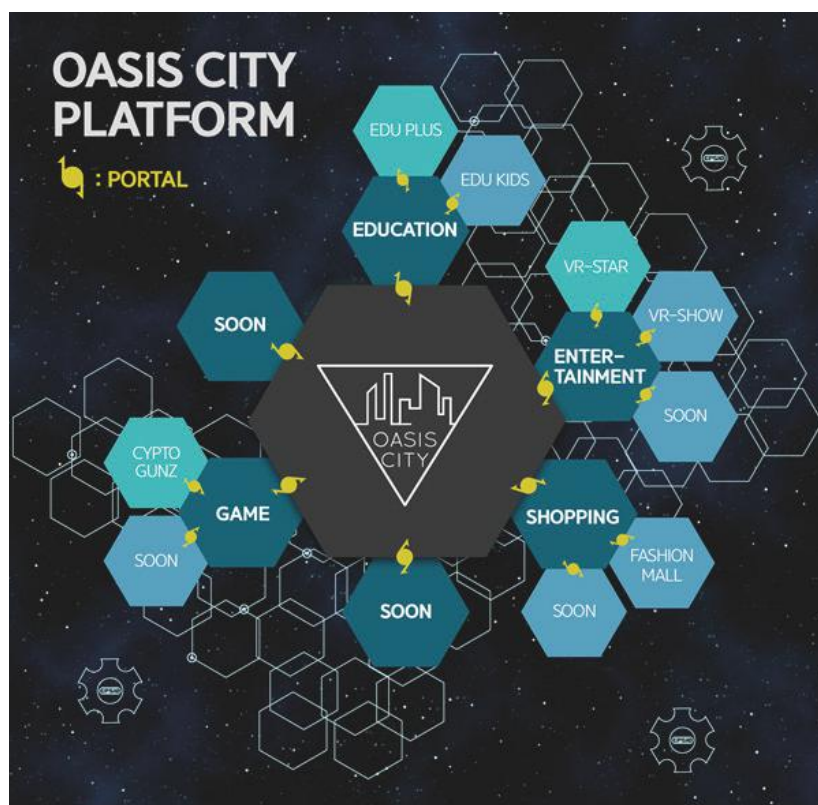 OASIS CITY
PLATFORM
: PORTAL
EDU PLUS
EDU KIDS
EDUCATION
VR-STAR
VR-SHOW
SOON
ENTER-
TAINMENT
SOON
OASIS
CITY
CYPTO
GUNZ
GAME
SHOPPING
SOON
FASHION
MALL
SOON
SOON